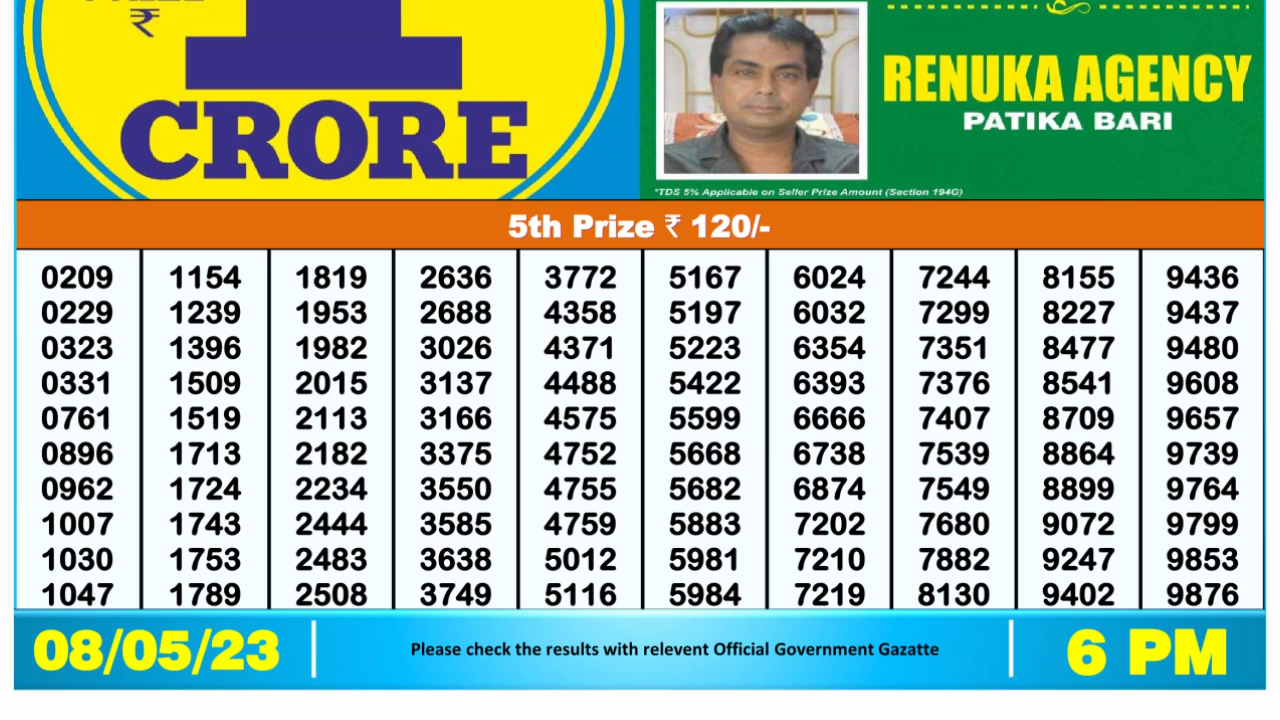 ₹
1
CRORE
RENUKA AGENCY
PATIKA BARI
*TDS 5% Applicable on Seller Prize Amount (Section 194G)
5th Prize ₹ 120/-
0209 1154 1819 2636 3772 5167 6024 7244 8155 9436
0229 1239 1953 2688 4358 5197 6032 7299 8227 9437
0323 1396 1982 3026 4371 5223 6354 7351 8477 9480
0331 1509 2015 3137 4488 5422 6393 7376 8541 9608
0761 1519 2113 3166 4575 5599 6666 7407 8709 9657
0896 1713 2182 3375 4752 5668 6738 7539 8864 9739
0962 1724 2234 3550 4755 5682 6874 7549 8899 9764
1007 1743 2444 3585 4759 5883 7202 7680 9072 9799
1030 1753 2483 3638 5012 5981 7210 7882 9247 9853
1047 1789 2508 3749 5116 5984 7219 8130 9402 9876
08/05/23 Please check the results with relevent Official Government Gazatte 6 PM